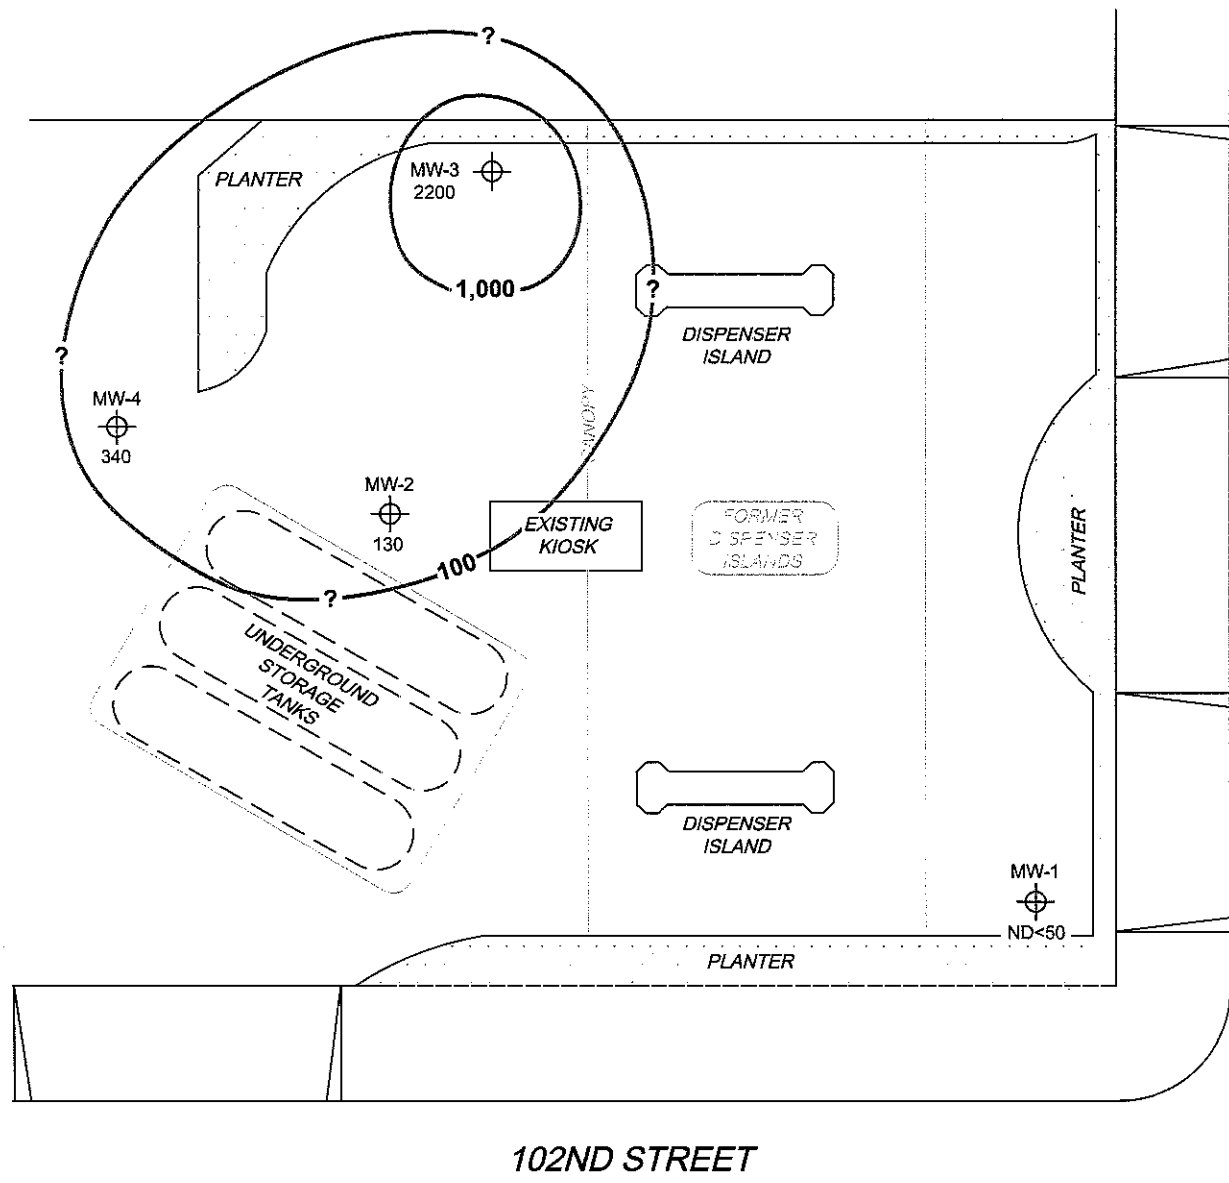 ?
MW-3
2200
PLANTER
1,000
?
DISPENSER
ISLAND
?
MW-4
340
CANOPY
MW-2
130
EXISTING
KIOSK
FORMER
DISPENSER
ISLANDS
PLANTER
100
?
UNDERGROUND
STORAGE
TANKS
DISPENSER
ISLAND
MW-1
ND<50
PLANTER
102ND STREET